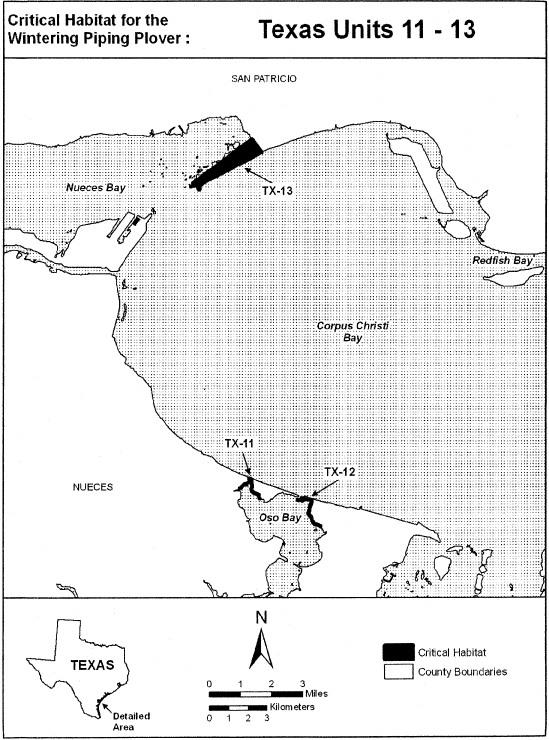 Critical Habitat for the
Wintering Piping Plover :
Texas Units 11 - 13
SAN PATRICIO
Nueces Bay
TX-13
Redfish Bay
Corpus Christi
Bay
TX-11
TX-12
NUECES
Oso Bay
TEXAS
Detailed
Area
N
0 1 2 3
Miles
Kilometers
0 1 2 3
Critical Habitat
County Boundaries